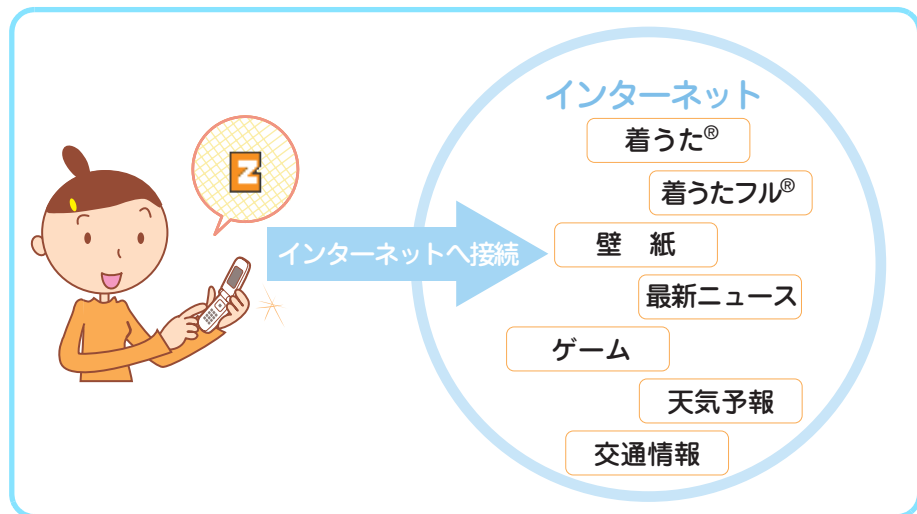 Z
インターネットへ接続
インターネット
着うた®
着うたフル®
壁 紙
最新ニュース
ゲーム
天気予報
交通情報